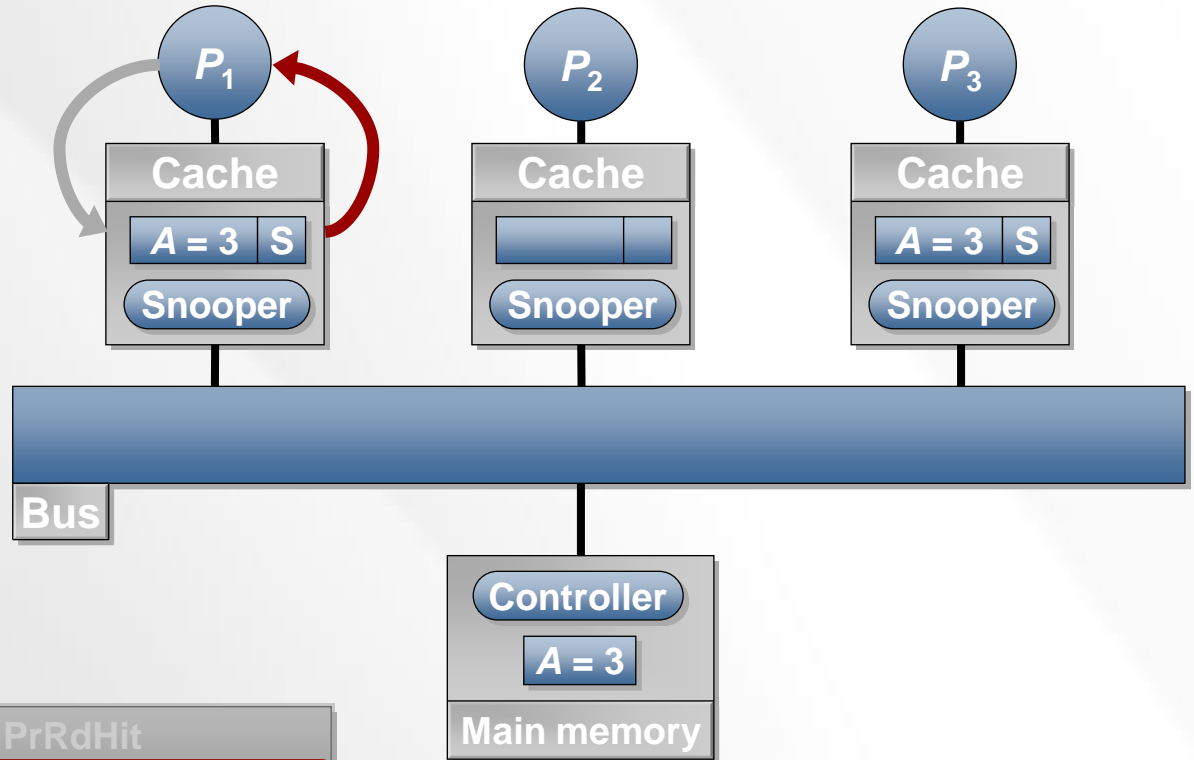 P1
P2
P3
Cache
Cache
Cache
A = 3 S
A = 3 S
Snooper
Snooper
Snooper
Bus
Controller
A = 3
PrRdHit
Main memory